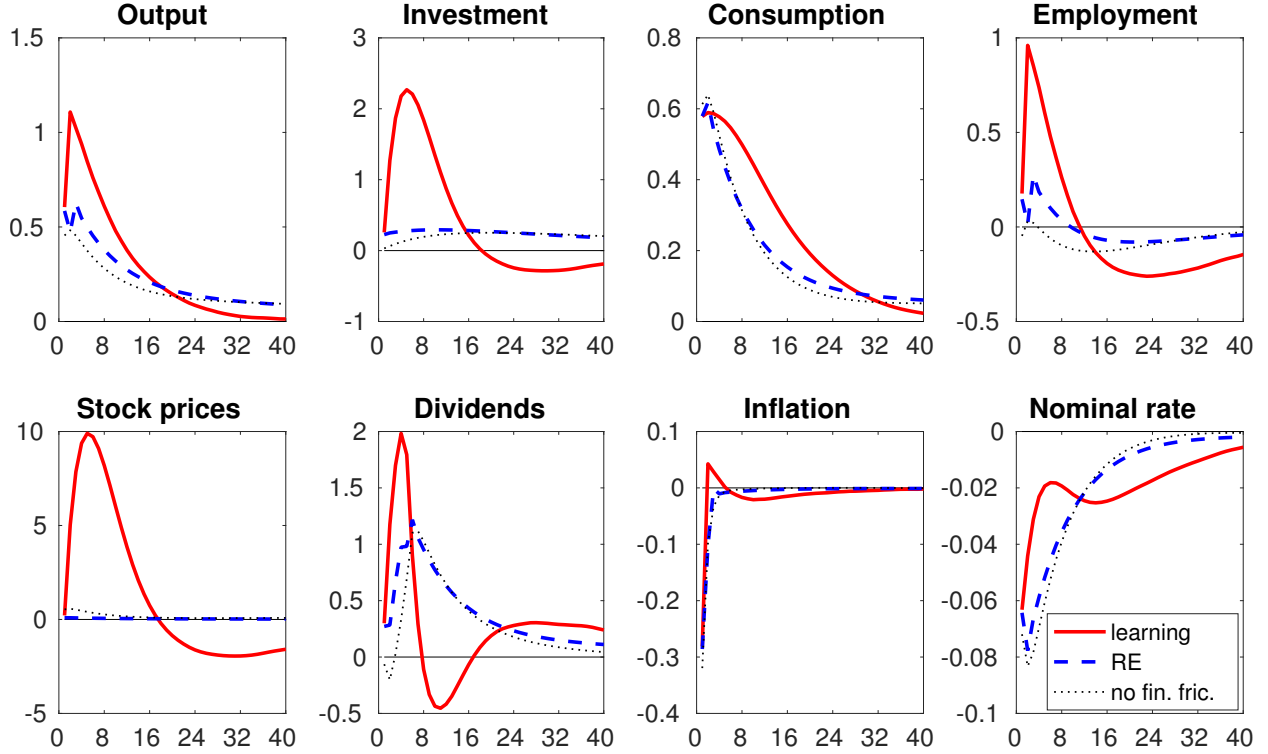 Output Investment Consumption Employment
1.5 3 0.8 1
1 2 0.6 0.5
0.5 1 0.4 0
0 0 0.2 -0.5
-1 0
0 8 16 24 32 40 0 8 16 24 32 40 0 8 16 24 32 40 0 8 16 24 32 40
Stock prices Dividends Inflation Nominal rate
10 2 0.1 0
5 1.5 0 -0.02
0 1 -0.1 -0.04
-5 0.5 -0.2 -0.06
0 -0.3 -0.08
-0.5 -0.4 -0.1
learning
RE
no fin. fric.
0 8 16 24 32 40 0 8 16 24 32 40 0 8 16 24 32 40 0 8 16 24 32 40